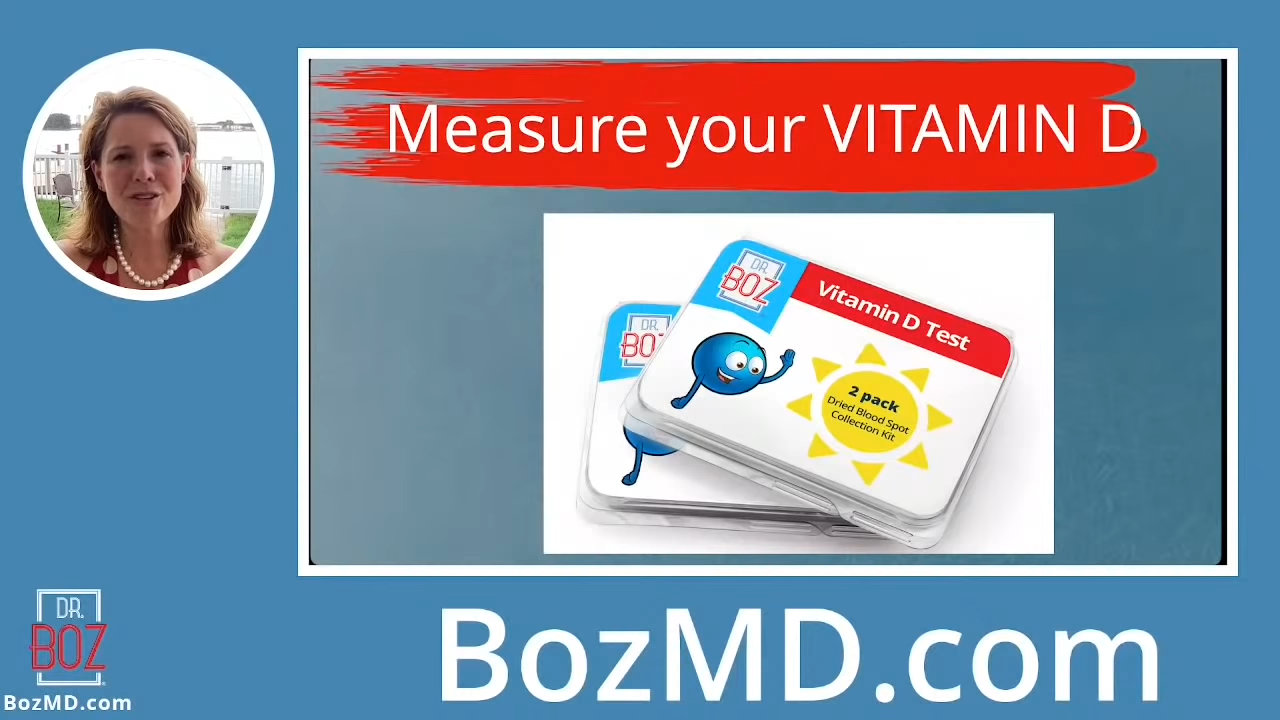 Measure your VITAMIN D
DR.
BOZ
Vitamin D Test
2 pack
Dried Blood Spot
Collection Kit
DR.
BO
DR.
BOZ
BozMD.com
BozMD.com